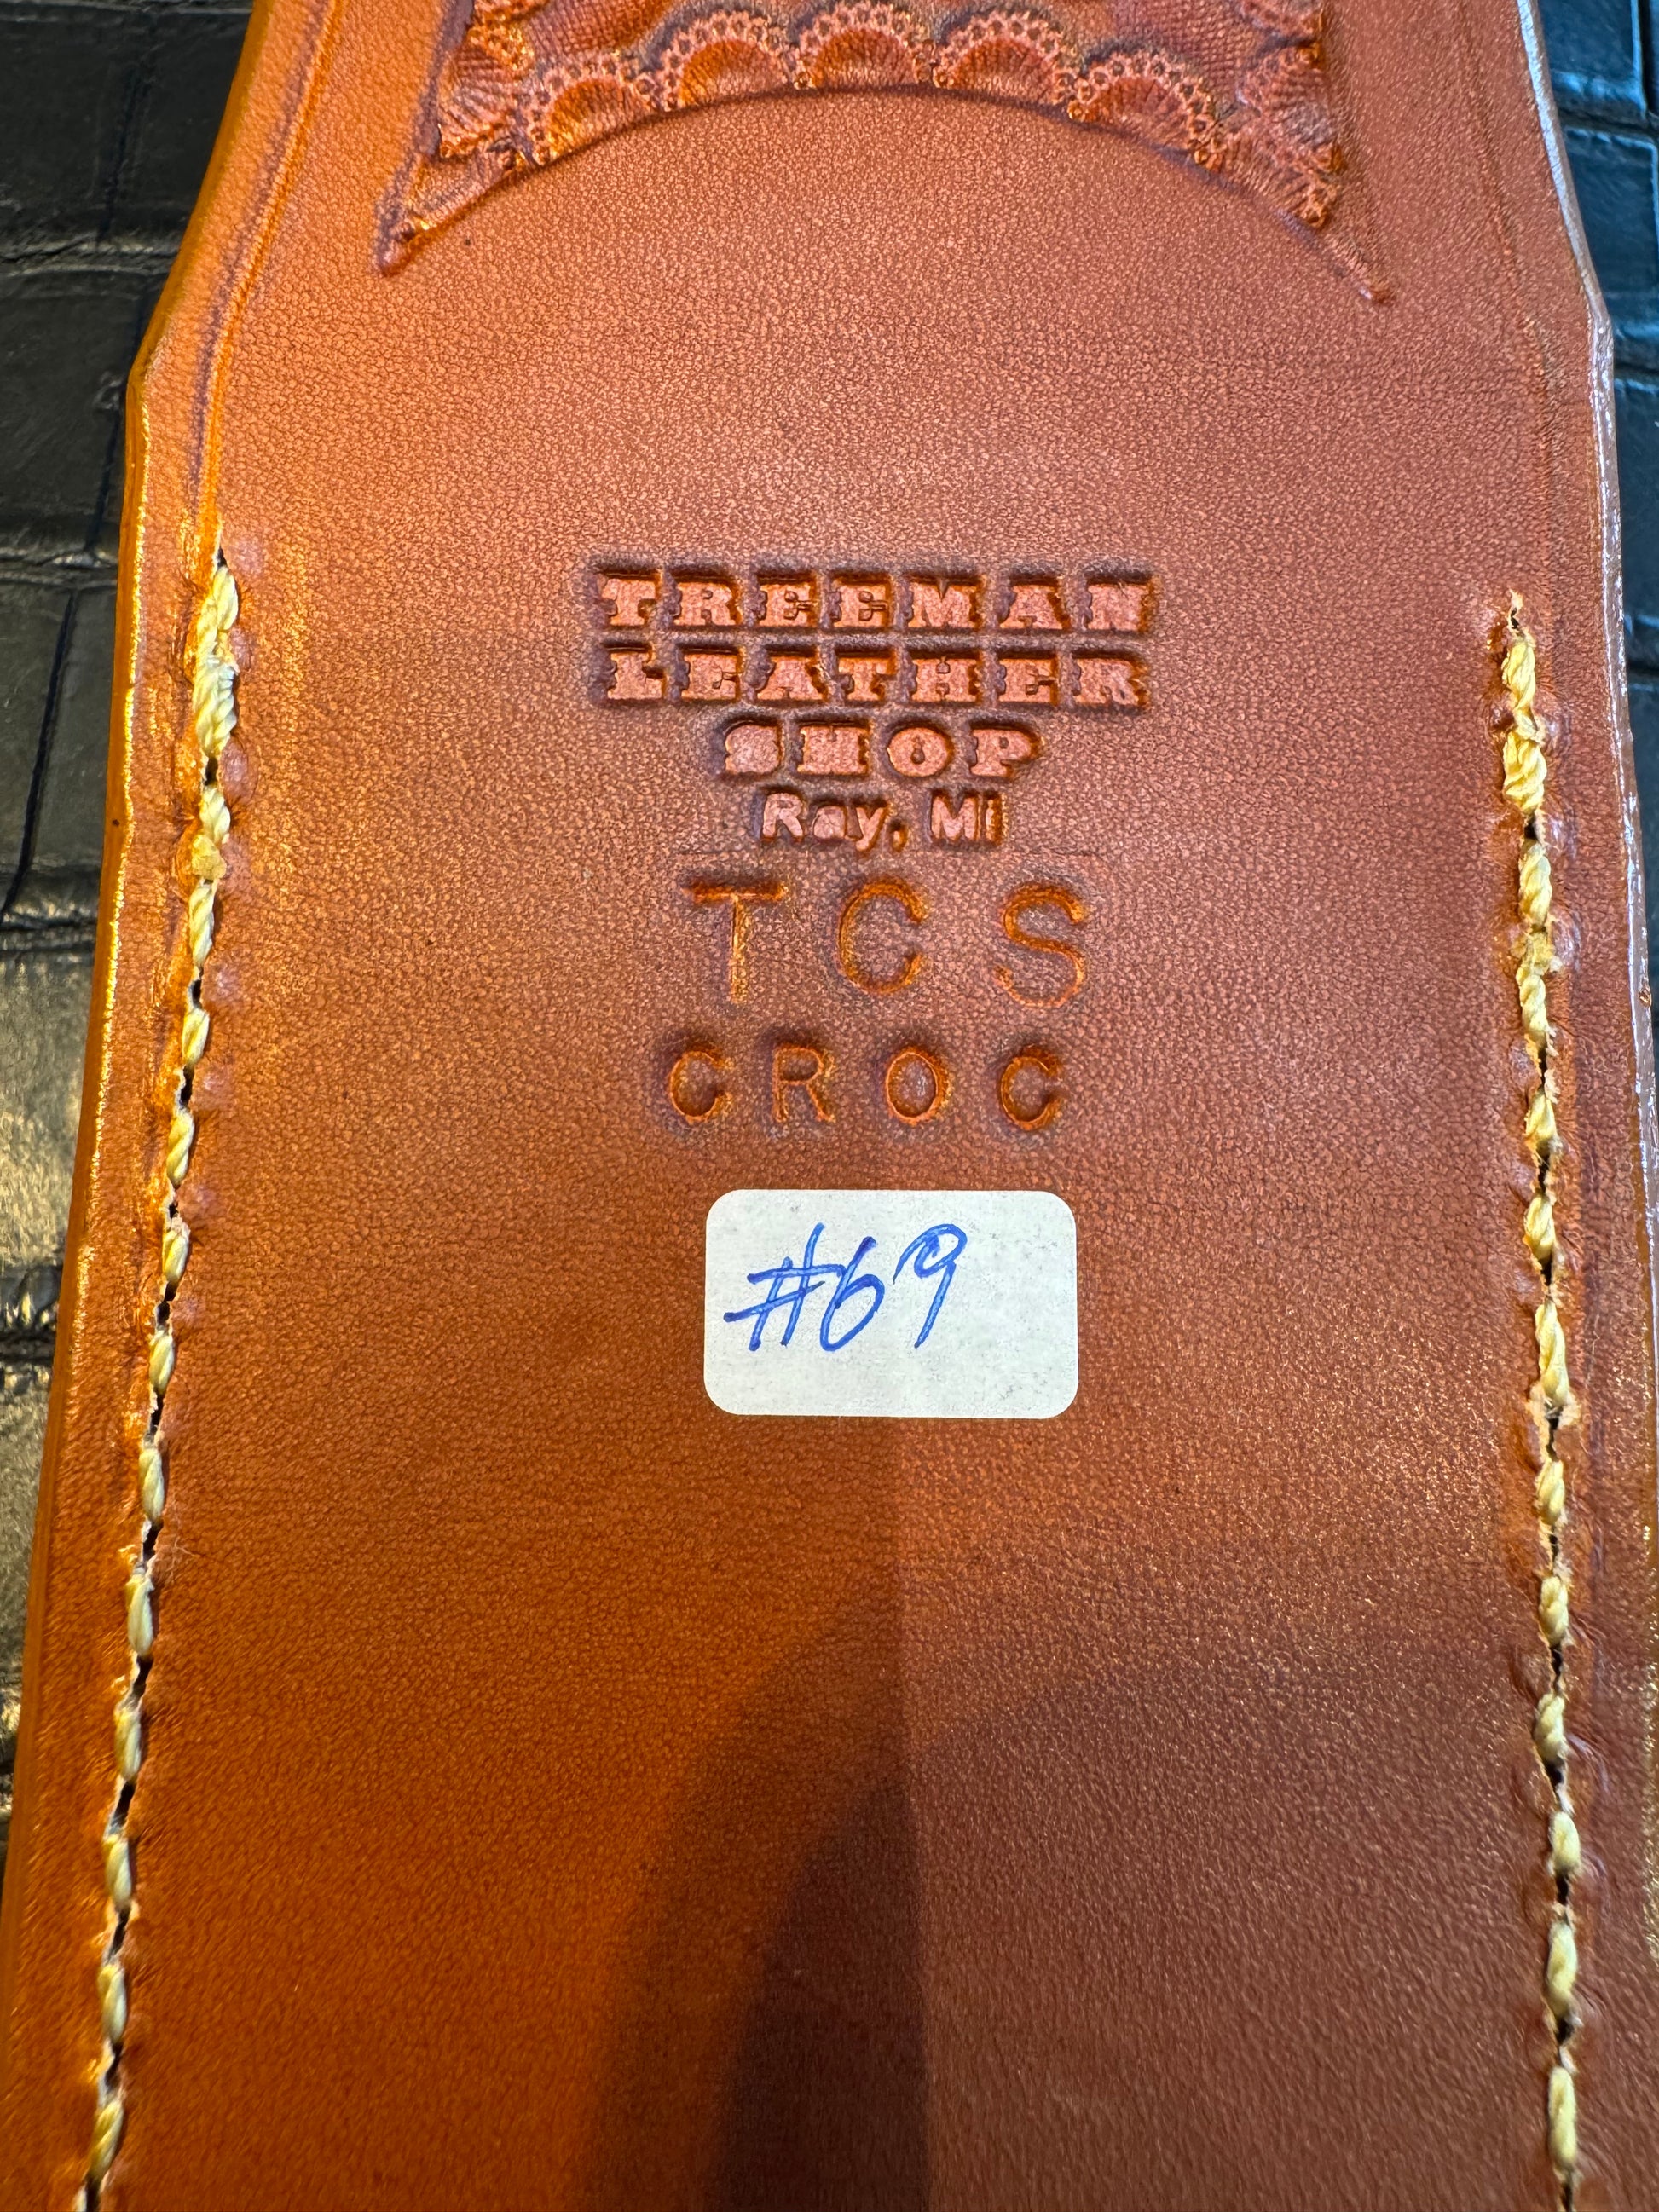 TREEMAN
LEATHER
SHOP
Ray, MI
TCS
CROC
#69